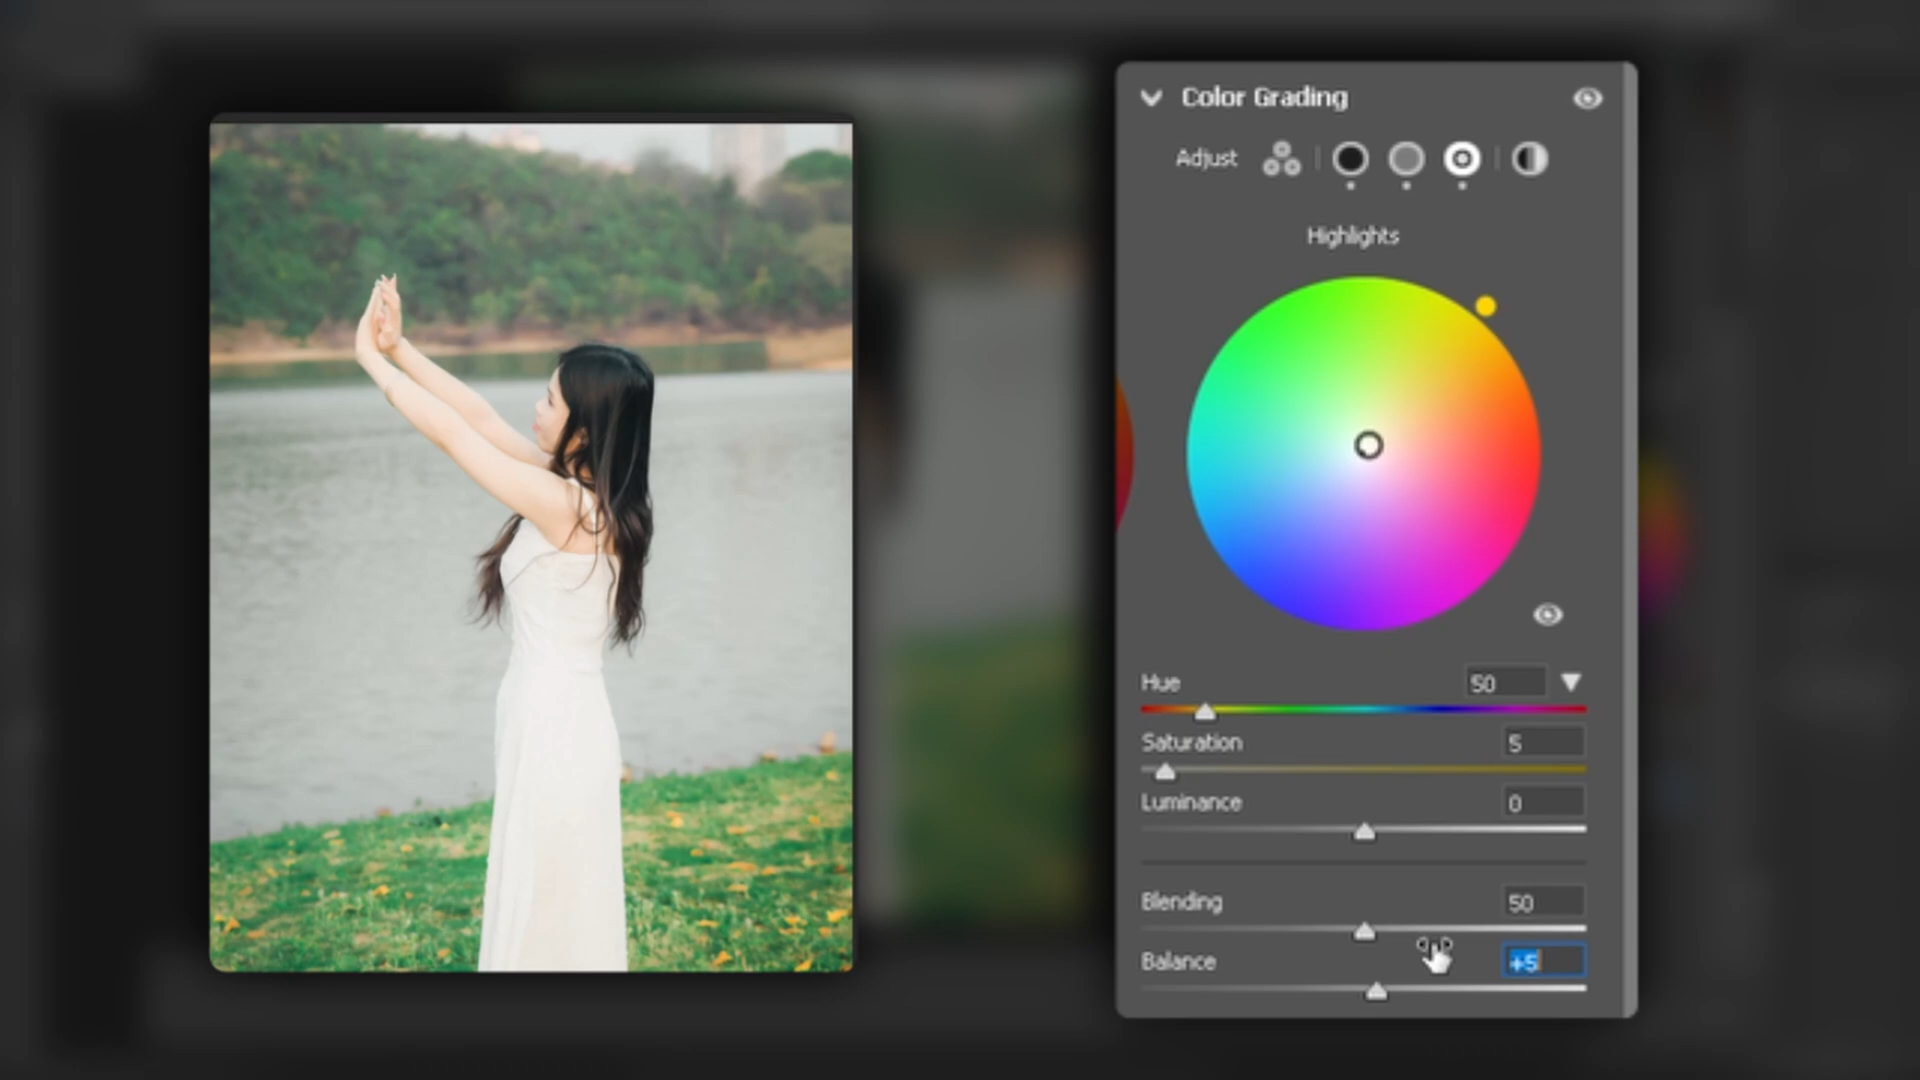 Color Grading
Adjust
Highlights
Hue 50
Saturation 5
Luminance 0
Blending 50
Balance +5